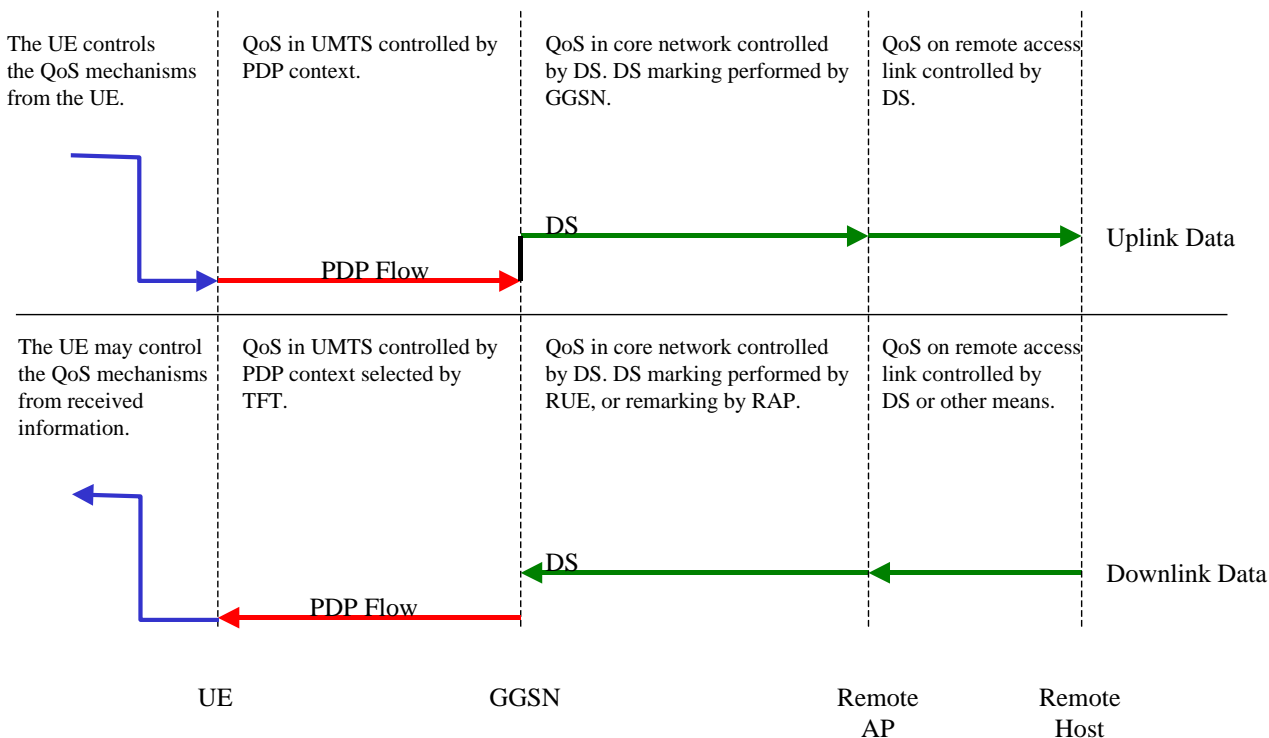 The UE controls
the QoS mechanisms
from the UE.
QoS in UMTS controlled by
PDP context.
QoS in core network controlled
by DS. DS marking performed by
GGSN.
QoS on remote access
link controlled by
DS.
DS
PDP Flow
Uplink Data
The UE may control
the QoS mechanisms
from received
information.
QoS in UMTS controlled by
PDP context selected by
TFT.
QoS in core network controlled
by DS. DS marking performed by
RUE, or remarking by RAP.
QoS on remote access
link controlled by
DS or other means.
DS
PDP Flow
Downlink Data
UE
GGSN
Remote
AP
Remote
Host